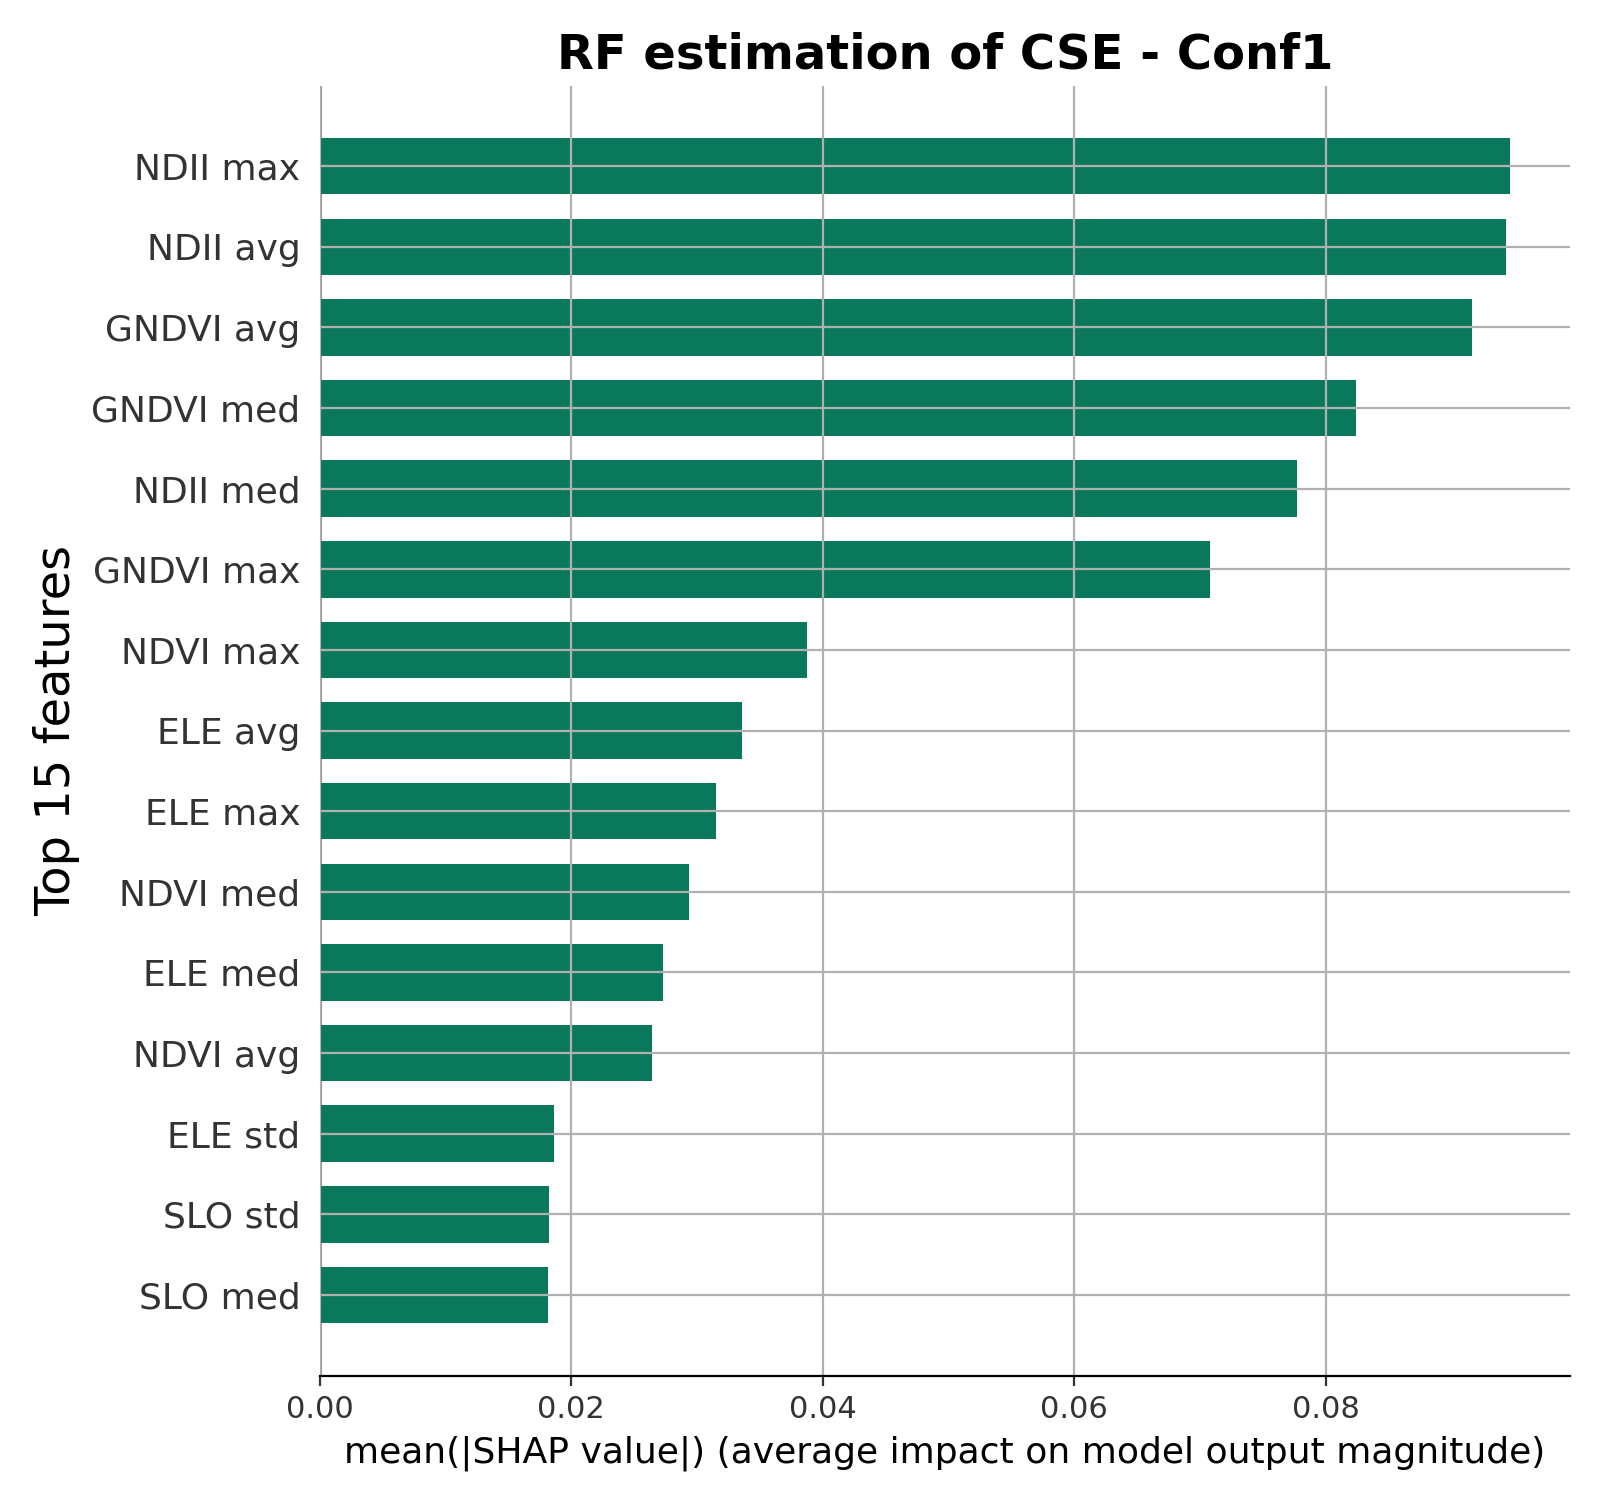 RF estimation of CSE - Conf1
NDII max
NDII avg
GNDVI avg
GNDVI med
NDII med
GNDVI max
NDVI max
ELE avg
ELE max
NDVI med
ELE med
NDVI avg
ELE std
SLO std
SLO med
Top 15 features
0.00 0.02 0.04 0.06 0.08
mean(|SHAP value|) (average impact on model output magnitude)